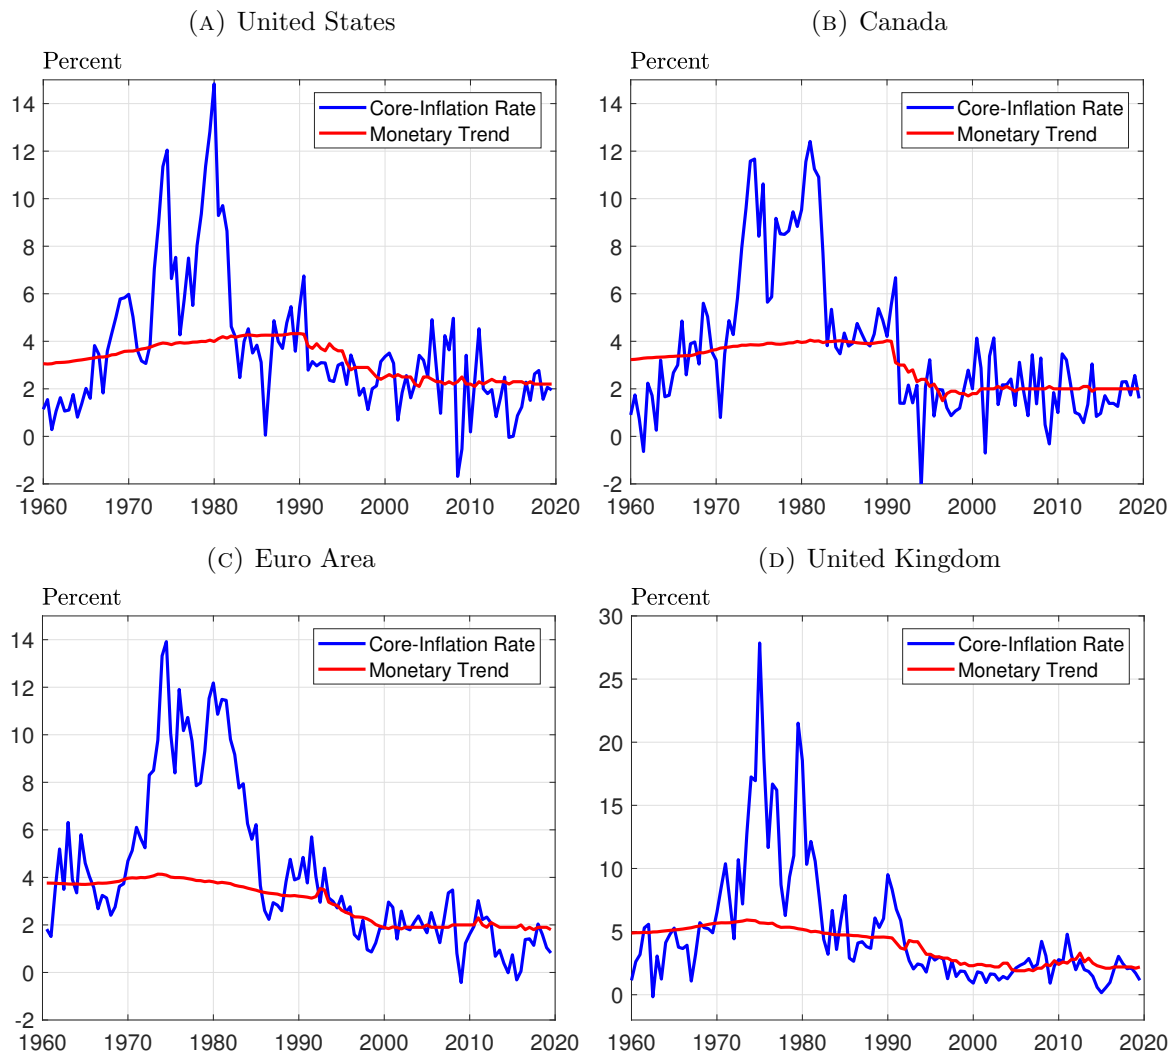 (A) United States
Percent
14
12
10
8
6
4
2
0
-2
1960 1970 1980 1990 2000 2010 2020
Core-Inflation Rate
Monetary Trend
(B) Canada
Percent
14
12
10
8
6
4
2
0
-2
1960 1970 1980 1990 2000 2010 2020
Core-Inflation Rate
Monetary Trend
(C) Euro Area
Percent
14
12
10
8
6
4
2
0
-2
1960 1970 1980 1990 2000 2010 2020
Core-Inflation Rate
Monetary Trend
(D) United Kingdom
Percent
30
25
20
15
10
5
0
1960 1970 1980 1990 2000 2010 2020
Core-Inflation Rate
Monetary Trend